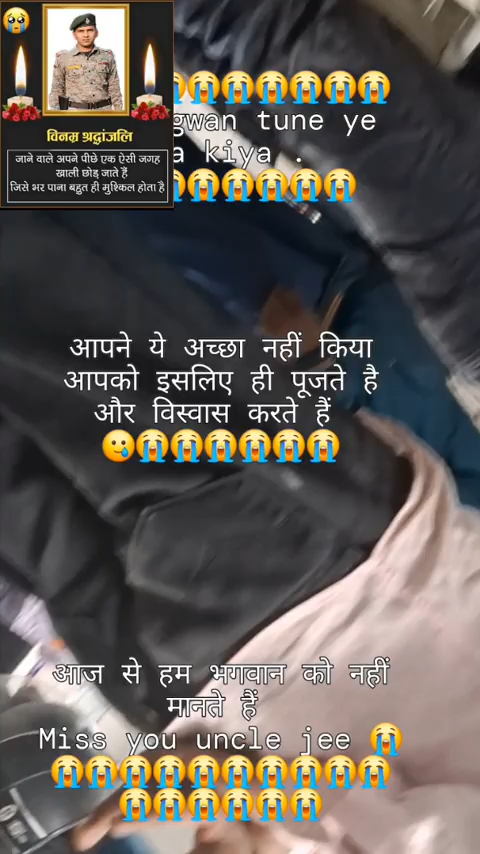 विनम्र श्रद्धांजलि
जाने वाले अपने पीछे एक ऐसी जगह
खाली छोड़ जाते हैं
जिसे भर पाना बहुत ही मुश्किल होता है
😭😭😭😭😭😭😭
gwan tune ye
a kiya .
😭😭😭😭😭😭
आपने ये अच्छा नहीं किया
आपको इसलिए ही पूजते है
और विस्वास करते हैं
🥲😭😭😭😭😭😭
आज से हम भगवान को नहीं
मानते हैं
Miss you uncle jee 😭
😭😭😭😭😭😭😭😭😭😭
😭😭😭😭😭😭